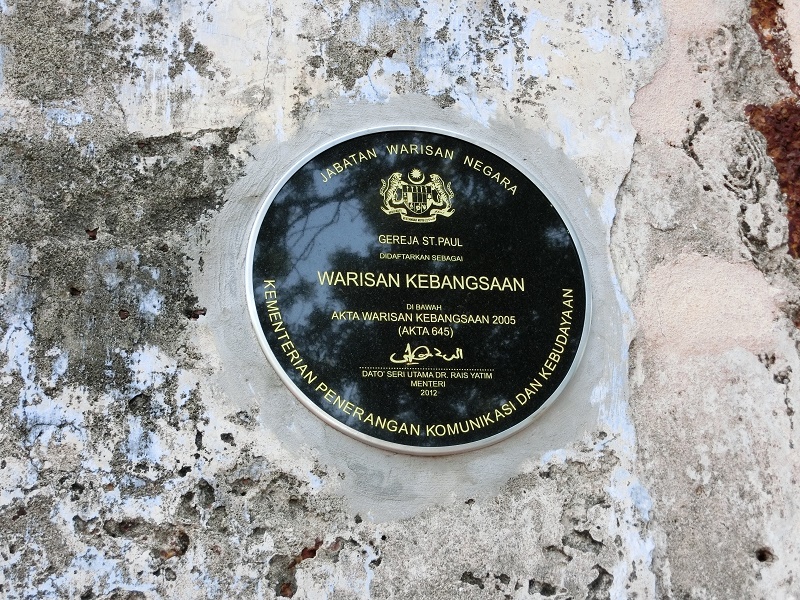 JABATAN WARISAN NEGARA
GEREJA ST.PAUL
DIDAFTARKAN SEBAGAI
WARISAN KEBANGSAAN
DI BAWAH
AKTA WARISAN KEBANGSAAN 2005
(AKTA 645)
DATO' SERI UTAMA DR. RAIS YATIM
MENTERI
2012
KEMENTERIAN PENERANGAN KOMUNIKASI DAN KEBUDAYAAN